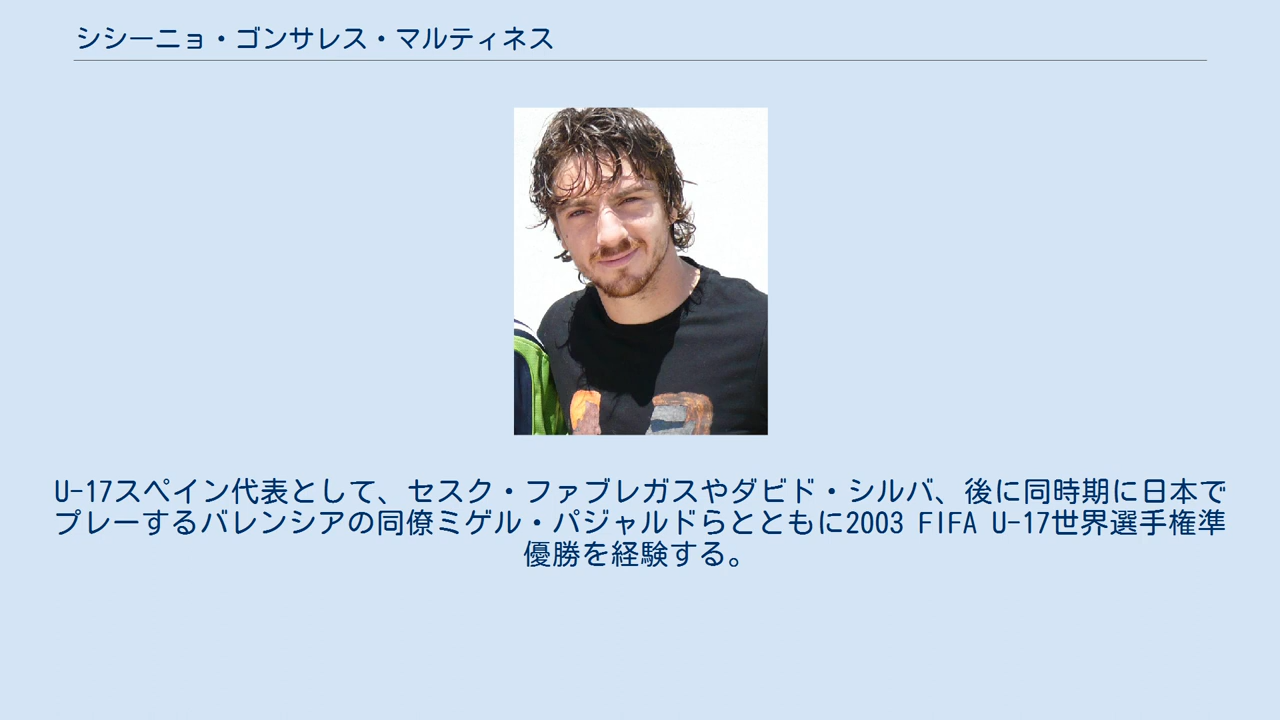 シシーニョ・ゴンサレス・マルティネス
U-17スペイン代表として、セスク・ファブレガスやダビド・シルバ、後に同時期に日本で
プレーするバレンシアの同僚ミゲル・パジャルドらとともに2003 FIFA U-17世界選手権準
優勝を経験する。